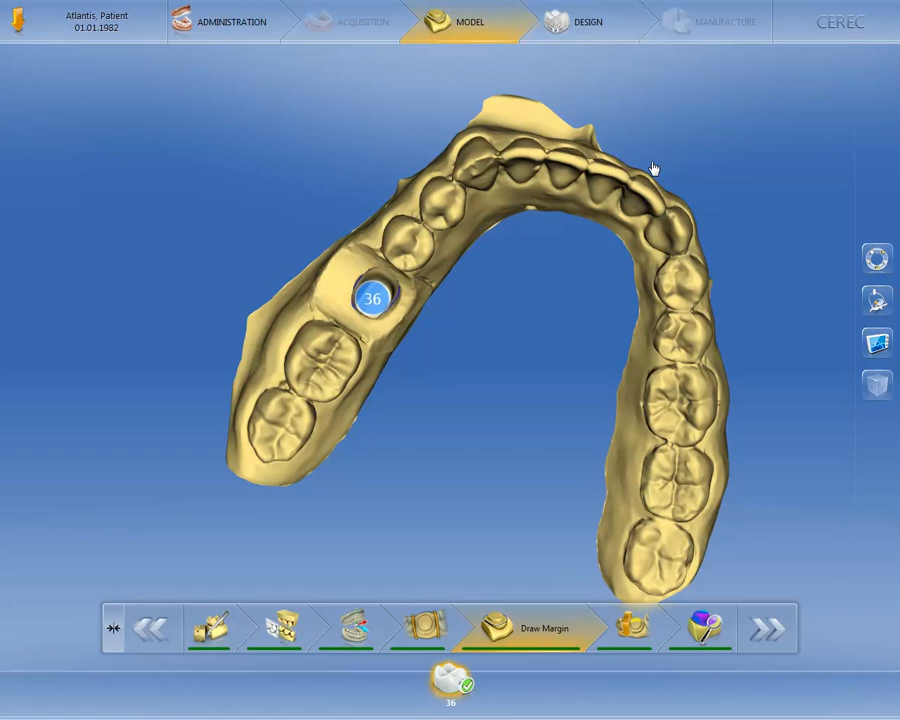 Atlantis, Patient
01.01.1982
ADMINISTRATION
ACQUISITION
MODEL
DESIGN
MANUFACTURE
CEREC
36
Draw Margin
36